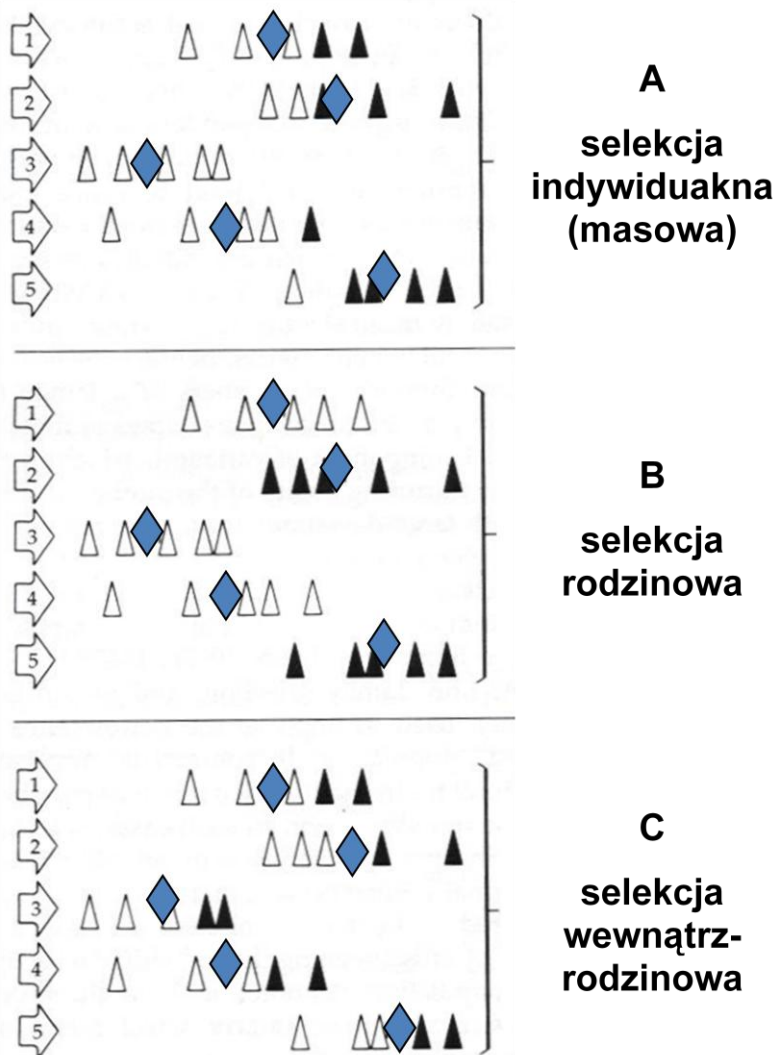 1
2
3
4
5
A
selekcja
indywiduakna
(masowa)
1
2
3
4
5
B
selekcja
rodzinowa
1
2
3
4
5
C
selekcja
wewnątrz-
rodzinowa